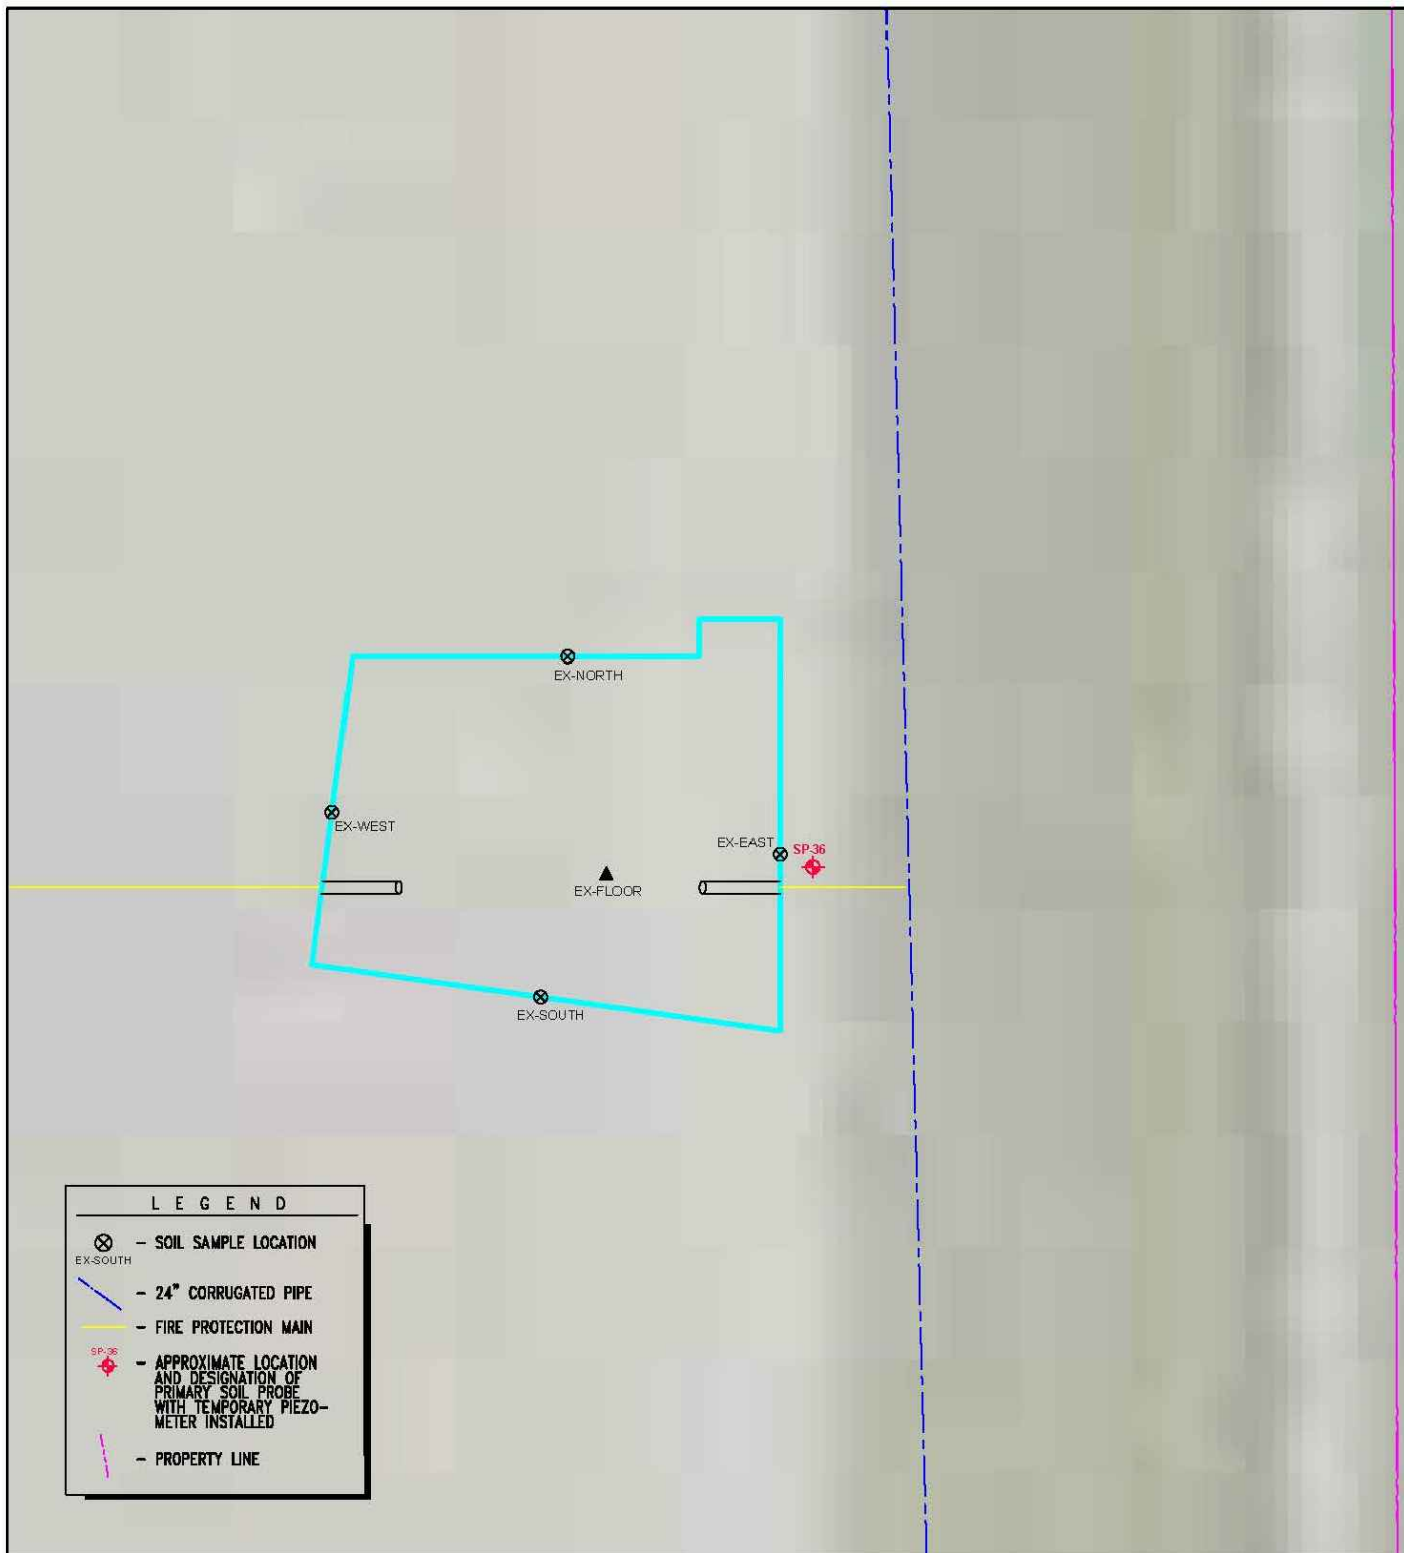 EX-NORTH
EX-WEST
EX-EAST
SP-36
EX-FLOOR
EX-SOUTH
LEGEND
- SOIL SAMPLE LOCATION
EX-SOUTH
- 24" CORRUGATED PIPE
- FIRE PROTECTION MAIN
SP-36
- APPROXIMATE LOCATION
AND DESIGNATION OF
PRIMARY SOIL PROBE
WITH TEMPORARY PIEZO-
METER INSTALLED
- PROPERTY LINE